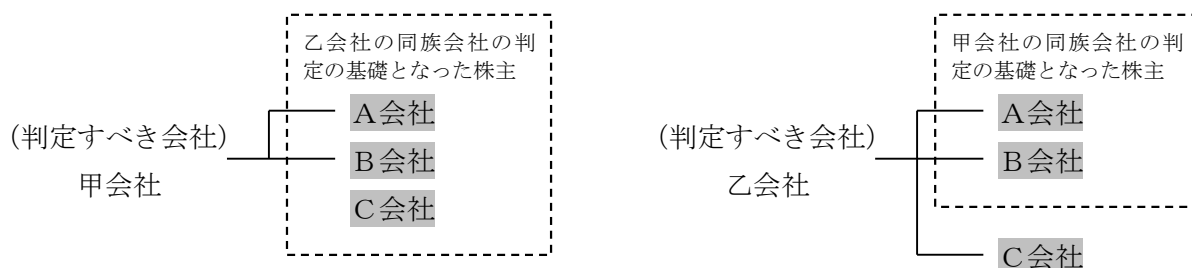 乙会社の同族会社の判
定の基礎となった株主
A会社
(判定すべき会社)
B会社
甲会社
C会社
甲会社の同族会社の判
定の基礎となった株主
A会社
(判定すべき会社)
B会社
乙会社
C会社